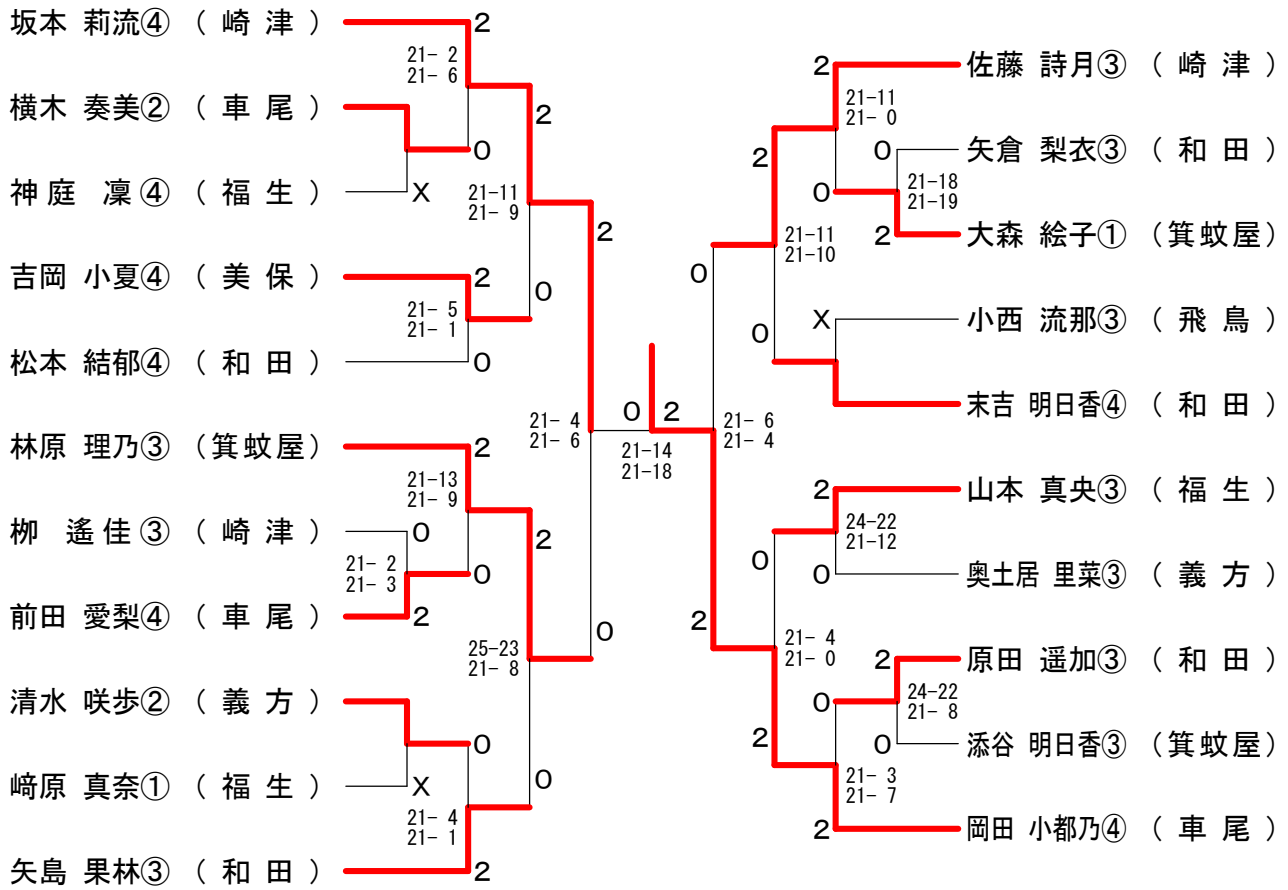 坂本 莉流④ （ 崎 津 ）
2
21- 2
21- 6
横木 奏美② （ 車 尾 ）
0
神庭 凜④ （ 福 生 ）
X
2
21-11
21- 9
吉岡 小夏④ （ 美 保 ）
2
21- 5
21- 1
0
松本 結郁④ （ 和 田 ）
0
2
21- 4
21- 6
林原 理乃③ （箕蚊屋）
2
21-13
21- 9
栁 遙佳③ （ 崎 津 ）
0
21- 2
21- 3
0
前田 愛梨④ （ 車 尾 ）
2
2
25-23
21- 8
0
清水 咲歩② （ 義 方 ）
0
﨑原 真奈① （ 福 生 ）
X
0
21- 4
21- 1
矢島 果林③ （ 和 田 ）
2
0
2
21-14
21-18
2
佐藤 詩月③ （ 崎 津 ）
21-11
21- 0
0
矢倉 梨衣③ （ 和 田 ）
2
0
21-18
21-19
2
大森 絵子① （箕蚊屋）
21-11
21-10
0
X
小西 流那③ （ 飛 鳥 ）
0
末吉 明日香④ （ 和 田 ）
21- 6
21- 4
2
山本 真央③ （ 福 生 ）
24-22
21-12
0
0
奥土居 里菜③ （ 義 方 ）
2
21- 4
21- 0
2
原田 遥加③ （ 和 田 ）
0
24-22
21- 8
2
0
添谷 明日香③ （箕蚊屋）
21- 3
21- 7
2
岡田 小都乃④ （ 車 尾 ）